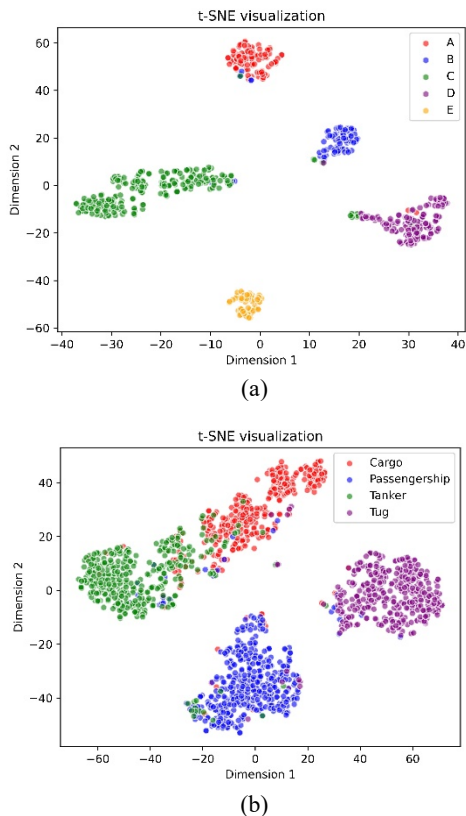 t-SNE visualization
60
40
20
0
−20
−40
−60
Dimension 2
−40
−30
−20
−10
0
10
20
30
40
Dimension 1
A
B
C
D
E
(a)
t-SNE visualization
40
20
0
−20
−40
Dimension 2
−60
−40
−20
0
20
40
60
Dimension 1
Cargo
Passengership
Tanker
Tug
(b)